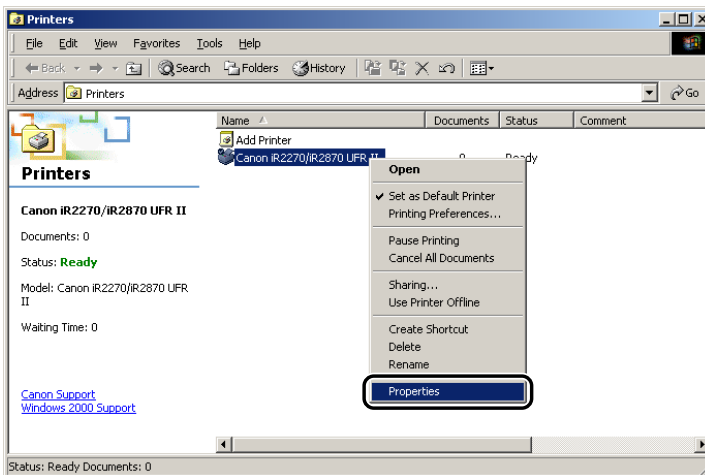 Printers
File Edit View Favorites Tools Help
Back Search Folders History
Address Printers Go
Name Documents Status Comment
Add Printer
Canon iR2270/iR2870 UFR II 0 Ready
Printers
Canon iR2270/iR2870 UFR II
Documents: 0
Status: Ready
Model: Canon iR2270/iR2870 UFR
II
Waiting Time: 0
Canon Support
Windows 2000 Support
Open
Set as Default Printer
Printing Preferences...
Pause Printing
Cancel All Documents
Sharing...
Use Printer Offline
Create Shortcut
Delete
Rename
Properties
Status: Ready Documents: 0